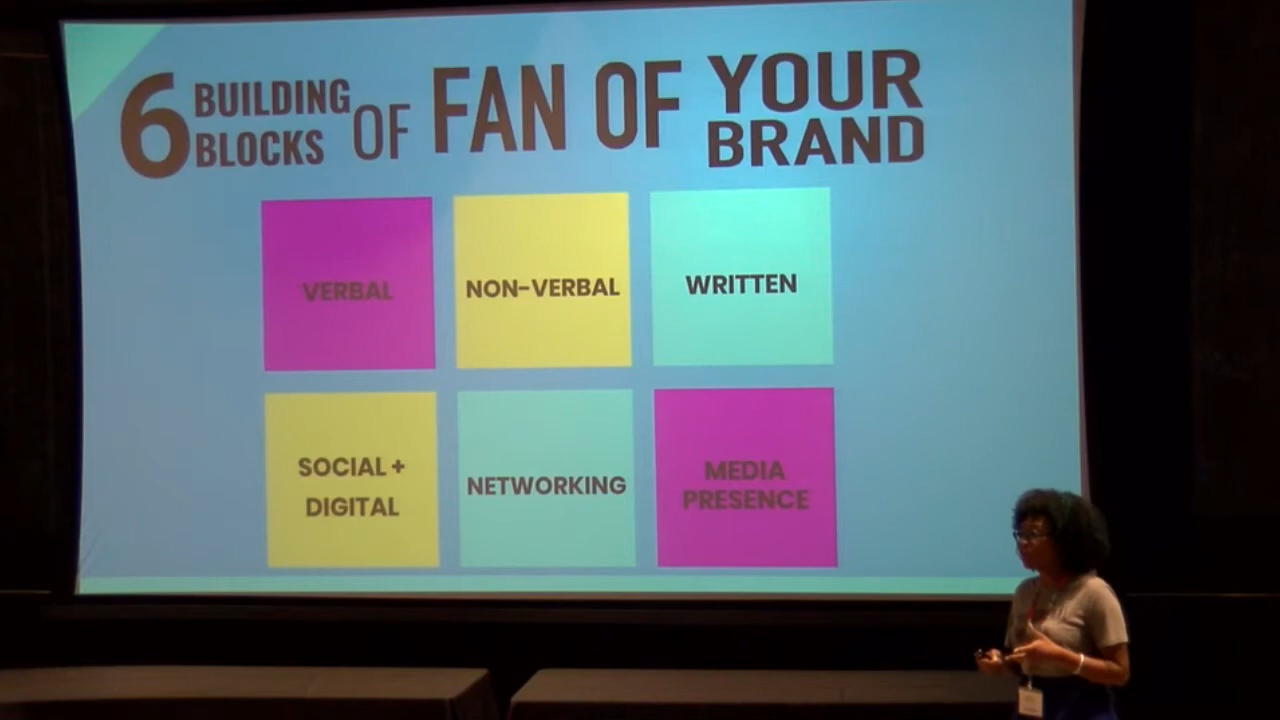 6 BUILDING BLOCKS OF FAN OF YOUR BRAND
VERBAL
NON-VERBAL
WRITTEN
SOCIAL +
DIGITAL
NETWORKING
MEDIA
PRESENCE